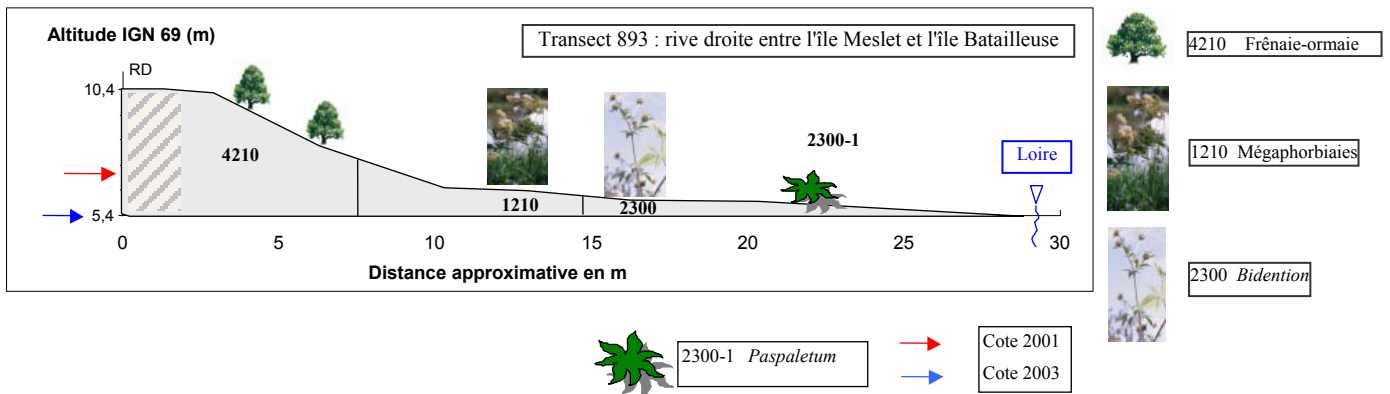 Altitude IGN 69 (m)
Transect 893 : rive droite entre l'île Meslet et l'île Batailleuse
4210 Frênaie-ormaie
RD
10,4
4210
2300-1
Loire
1210 Mégaphorbiaies
1210
2300
5,4
0 5 10 15 20 25 30
Distance approximative en m
2300 Bidention
2300-1 Paspaletum
Cote 2001
Cote 2003